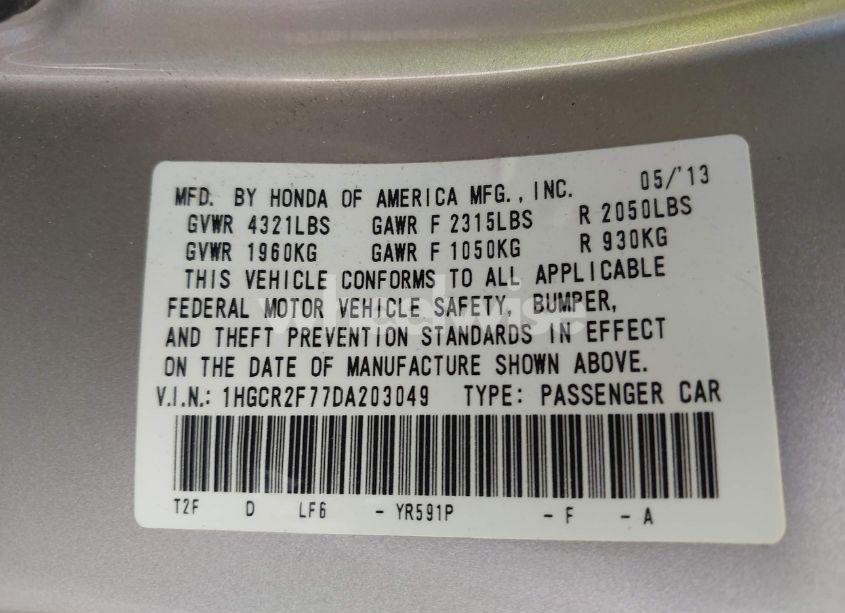 MFD. BY HONDA OF AMERICA MFG., INC. 05/'13
GVWR 4321LBS GAWR F 2315LBS R 2050LBS
GVWR 1960KG GAWR F 1050KG R 930KG
THIS VEHICLE CONFORMS TO ALL APPLICABLE
FEDERAL MOTOR VEHICLE SAFETY, BUMPER,
AND THEFT PREVENTION STANDARDS IN EFFECT
ON THE DATE OF MANUFACTURE SHOWN ABOVE.
V.I.N.: 1HGCR2F77DA203049 TYPE: PASSENGER CAR
T2F D LF6 - YR591P - F - A